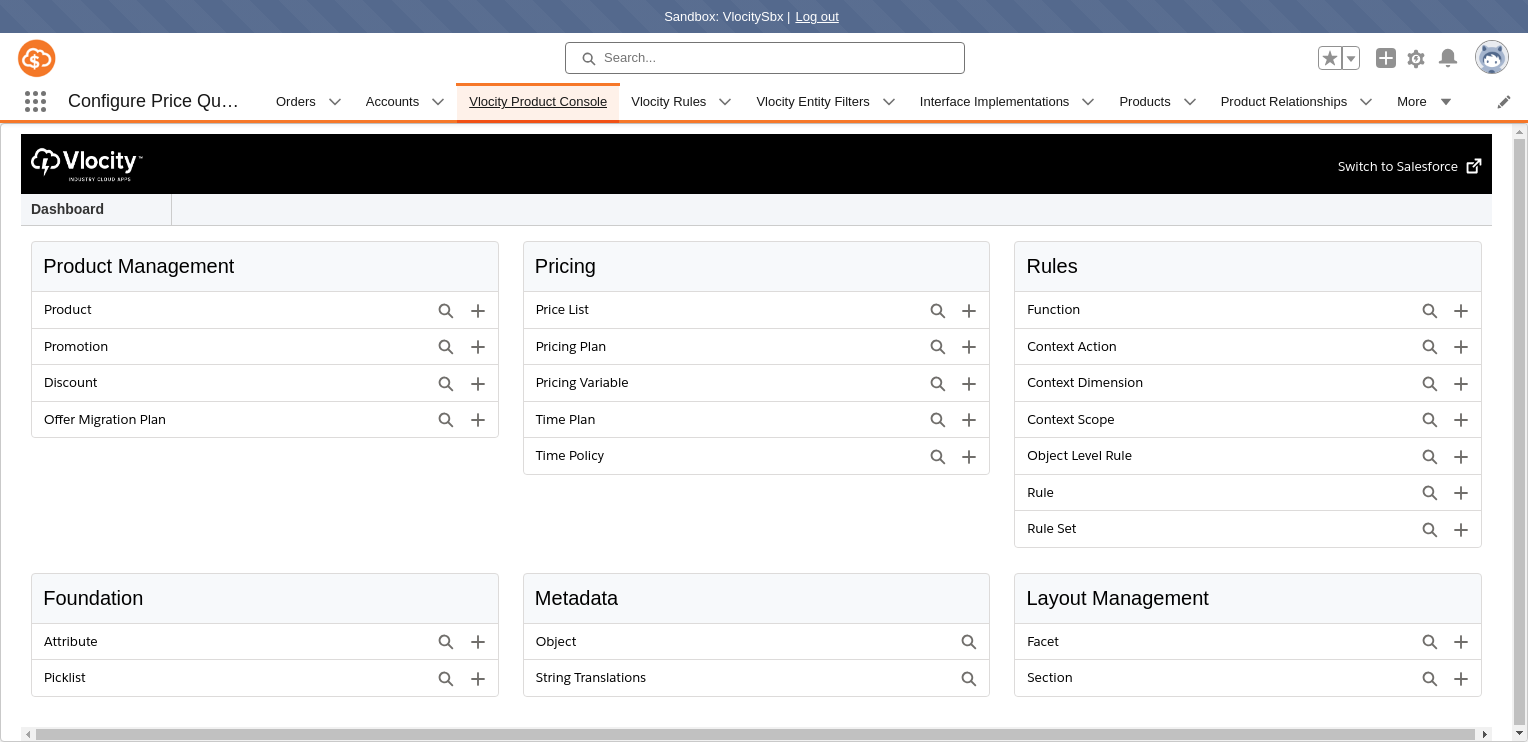 Sandbox: VlocitySbx | Log out
Search...
Configure Price Qu...
Orders
Accounts
Vlocity Product Console
Vlocity Rules
Vlocity Entity Filters
Interface Implementations
Products
Product Relationships
More
Vlocity™
INDUSTRY CLOUD APPS
Switch to Salesforce
Dashboard
Product Management
Product
Promotion
Discount
Offer Migration Plan
Pricing
Price List
Pricing Plan
Pricing Variable
Time Plan
Time Policy
Rules
Function
Context Action
Context Dimension
Context Scope
Object Level Rule
Rule
Rule Set
Foundation
Attribute
Picklist
Metadata
Object
String Translations
Layout Management
Facet
Section